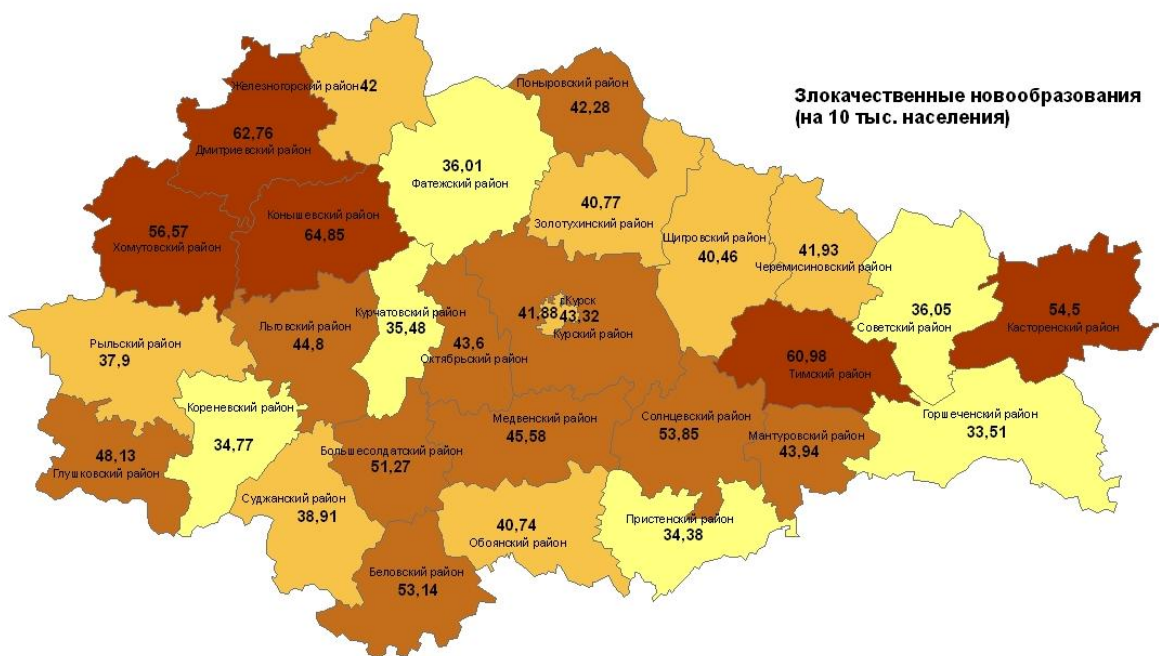 Злокачественные новообразования
(на 10 тыс. населения)
Железногорский район 42
Поныровский район
42,28
62,76
Дмитриевский район
36,01
Фатежский район
40,77
Золотухинский район
Конышевский район
64,85
56,57
Хомутовский район
Щигровский район
40,46
41,93
Черемисиновский район
36,05
Советский район
54,5
Касторенский район
г.Курск
41,88
43,32
Курский район
Курчатовский район
35,48
Льговский район
44,8
43,6
Октябрьский район
Рыльский район
37,9
60,98
Тимский район
Кореневский район
34,77
Медвенский район
45,58
Солнцевский район
53,85
Мантуровский район
43,94
Горшеченский район
33,51
48,13
Глушковский район
Большесолдатский район
51,27
Суджанский район
38,91
40,74
Обоянский район
Пристенский район
34,38
Беловский район
53,14